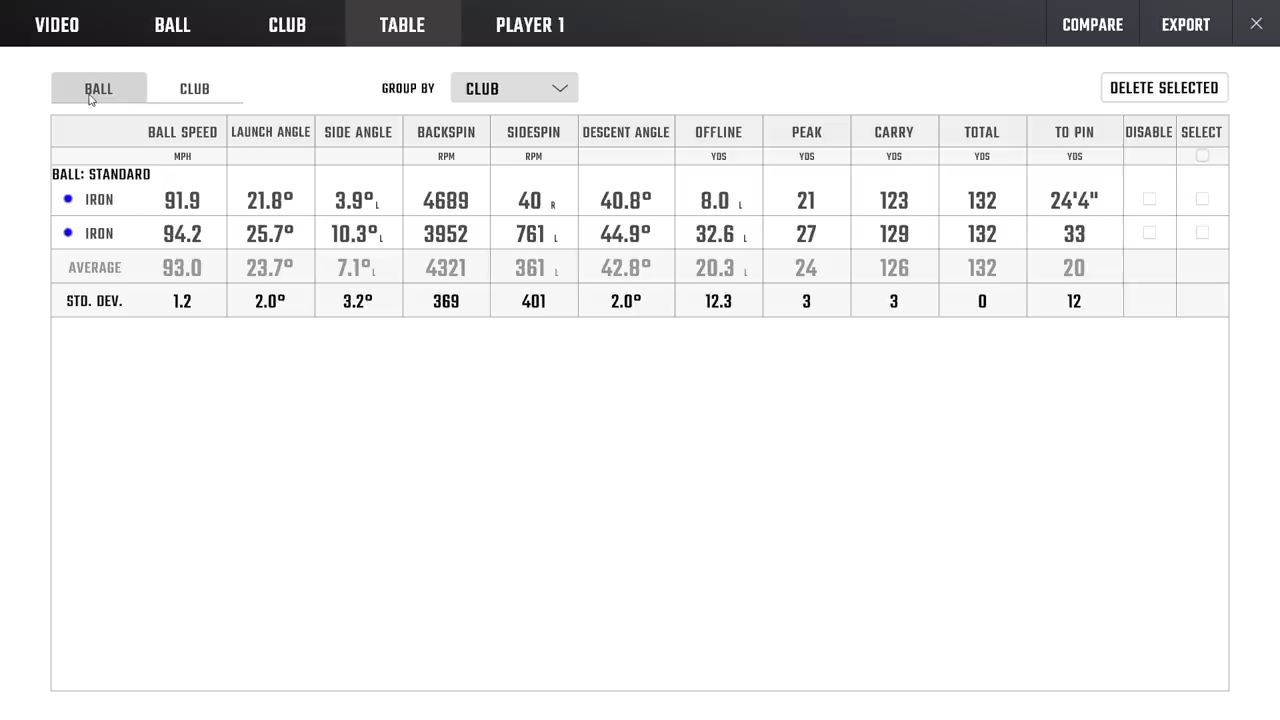 VIDEO BALL CLUB TABLE PLAYER 1 COMPARE EXPORT
BALL CLUB GROUP BY CLUB DELETE SELECTED
BALL SPEED LAUNCH ANGLE SIDE ANGLE BACKSPIN SIDESPIN DESCENT ANGLE OFFLINE PEAK CARRY TOTAL TO PIN DISABLE SELECT
MPH RPM RPM YDS YDS YDS YDS YDS
BALL: STANDARD
IRON 91.9 21.8° 3.9° L 4689 40 R 40.8° 8.0 L 21 123 132 24'4"
IRON 94.2 25.7° 10.3° L 3952 761 L 44.9° 32.6 L 27 129 132 33
AVERAGE 93.0 23.7° 7.1° L 4321 361 L 42.8° 20.3 L 24 126 132 20
STD. DEV. 1.2 2.0° 3.2° 369 401 2.0° 12.3 3 3 0 12